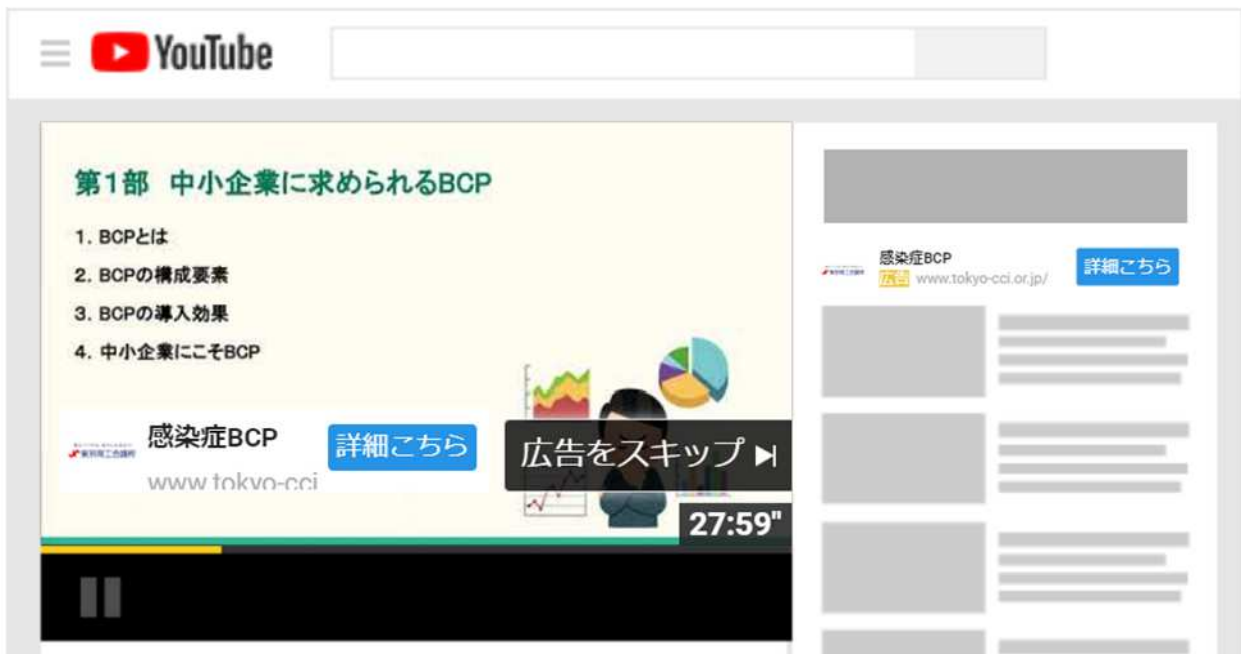 YouTube
第1部 中小企業に求められるBCP
1. BCPとは
2. BCPの構成要素
3. BCPの導入効果
4. 中小企業にこそBCP
感染症BCP
詳細こちら
www.tokyo-cci
広告をスキップ
27:59"
感染症BCP
広告 www.tokyo-cci.or.jp/
詳細こちら